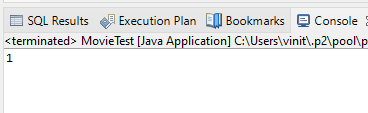 SQL Results Execution Plan Bookmarks Console
<terminated> MovieTest [Java Application] C:\Users\vinit\.p2\pool\p
1